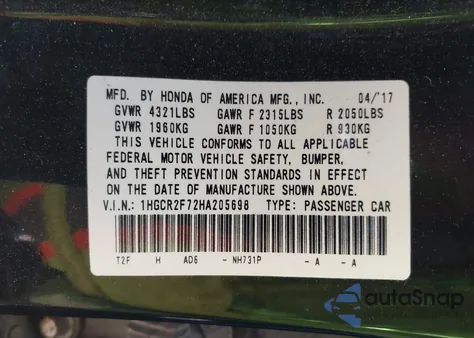 MFD. BY HONDA OF AMERICA MFG., INC. 04/17
GVWR 4321LBS GAWR F 2315LBS R 2050LBS
GVWR 1960KG GAWR F 1050KG R 930KG
THIS VEHICLE CONFORMS TO ALL APPLICABLE
FEDERAL MOTOR VEHICLE SAFETY, BUMPER,
AND THEFT PREVENTION STANDARDS IN EFFECT
ON THE DATE OF MANUFACTURE SHOWN ABOVE.
V.I.N.: 1HGCR2F72HA205698 TYPE: PASSENGER CAR
T2F H AD6 - NH731P - A - A
autoSnap